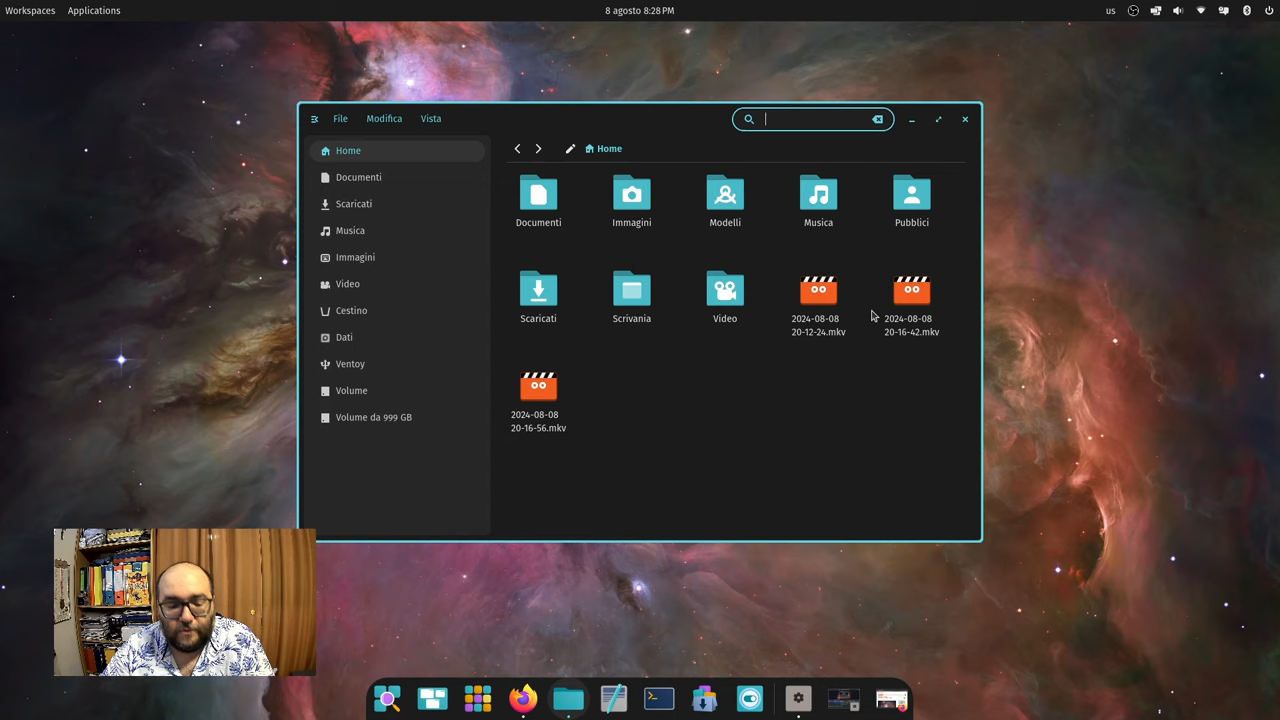 Workspaces Applications 8 agosto 8:28 PM us
File Modifica Vista
Home
Documenti
Scaricati
Musica
Immagini
Video
Cestino
Dati
Ventoy
Volume
Volume da 999 GB
Home
Documenti Immagini Modelli Musica Pubblici
Scaricati Scrivania Video 2024-08-08 2024-08-08
20-12-24.mkv 20-16-42.mkv
2024-08-08
20-16-56.mkv